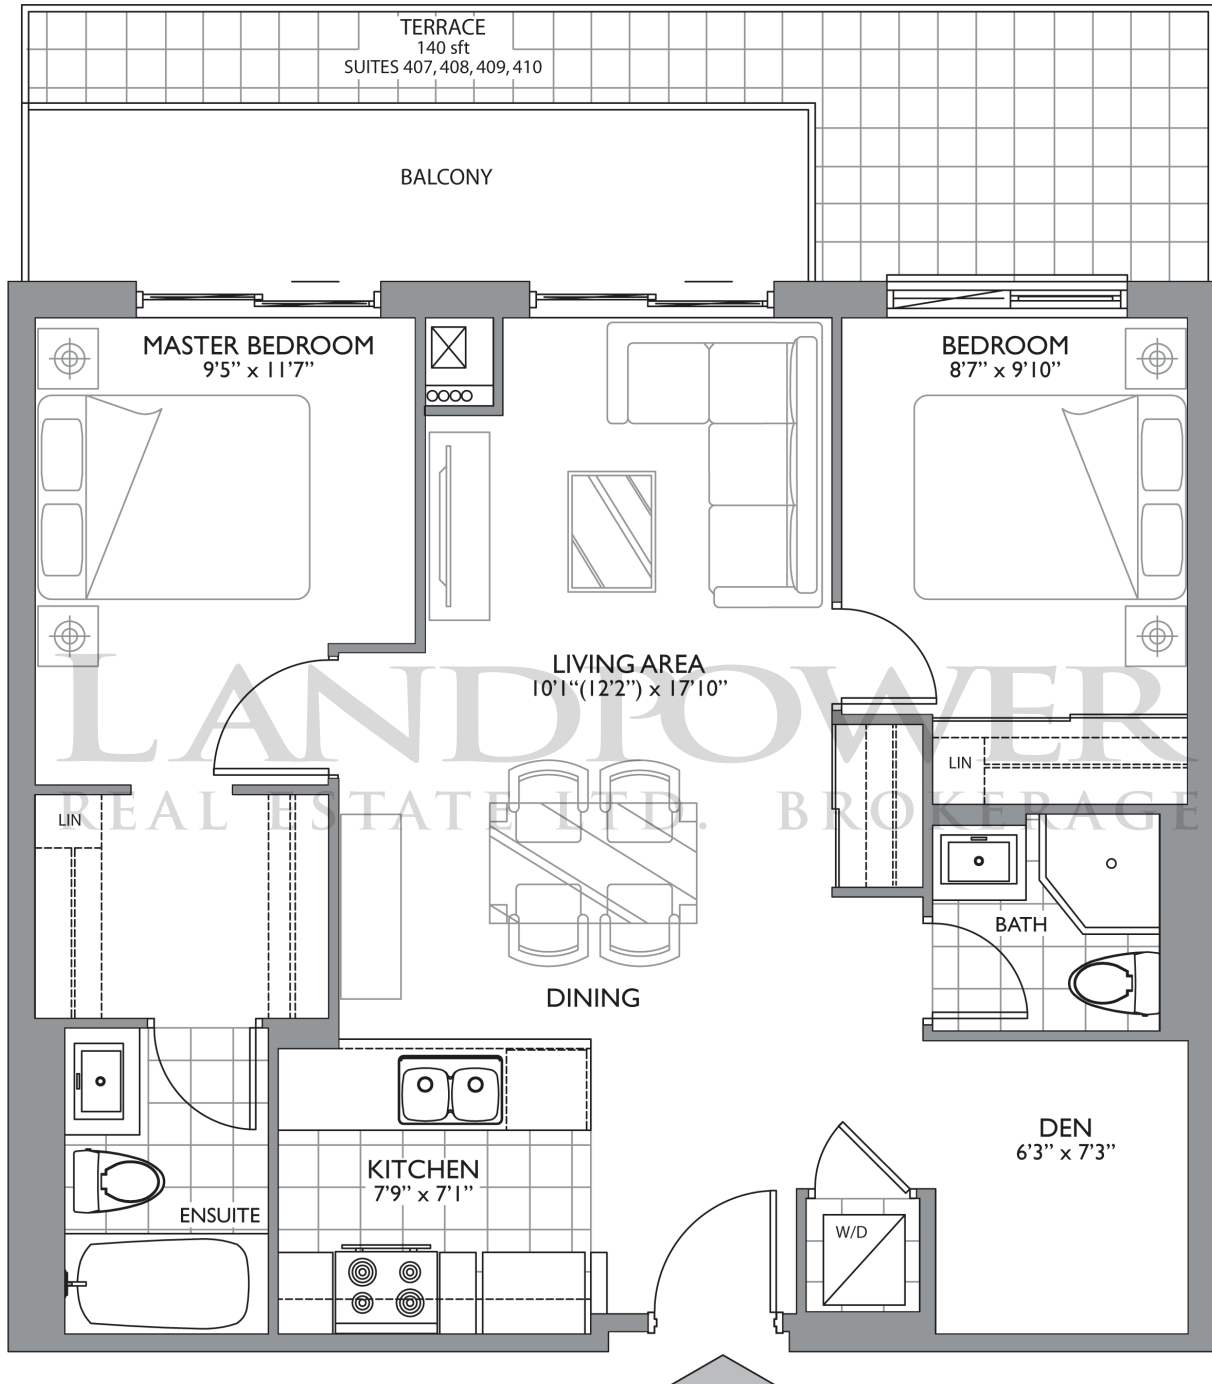 TERRACE
140 sft
SUITES 407, 408, 409, 410
BALCONY
MASTER BEDROOM
9'5” x 11'7”
BEDROOM
8'7” x 9'10”
LIVING AREA
10'1“(12'2”) x 17'10”
LANDPOWER
REAL ESTATE LTD. BROKERAGE
LIN
LIN
BATH
DINING
KITCHEN
7'9” x 7'1”
ENSUITE
DEN
6'3” x 7'3”
W/D